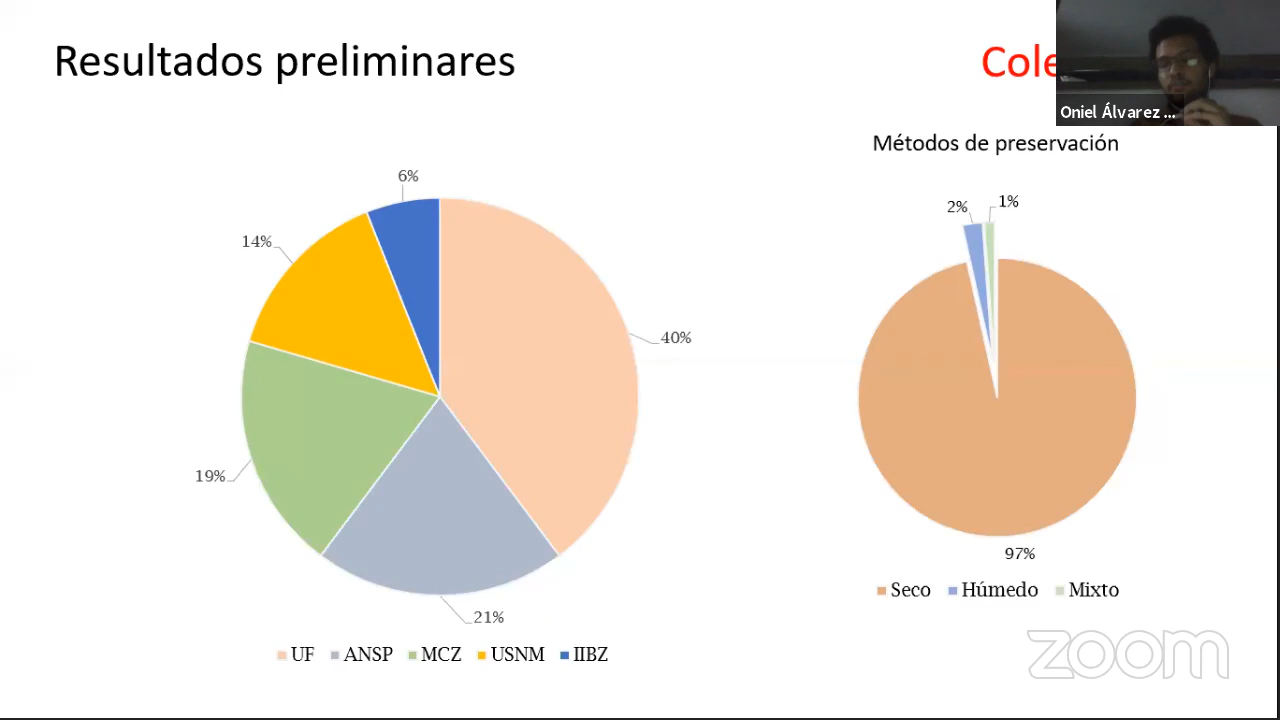 Resultados preliminares
Oniel Álvarez ...
Métodos de preservación
6%
14%
40%
19%
21%
UF ANSP MCZ USNM IIBZ
2% 1%
97%
Seco Húmedo Mixto
zoom